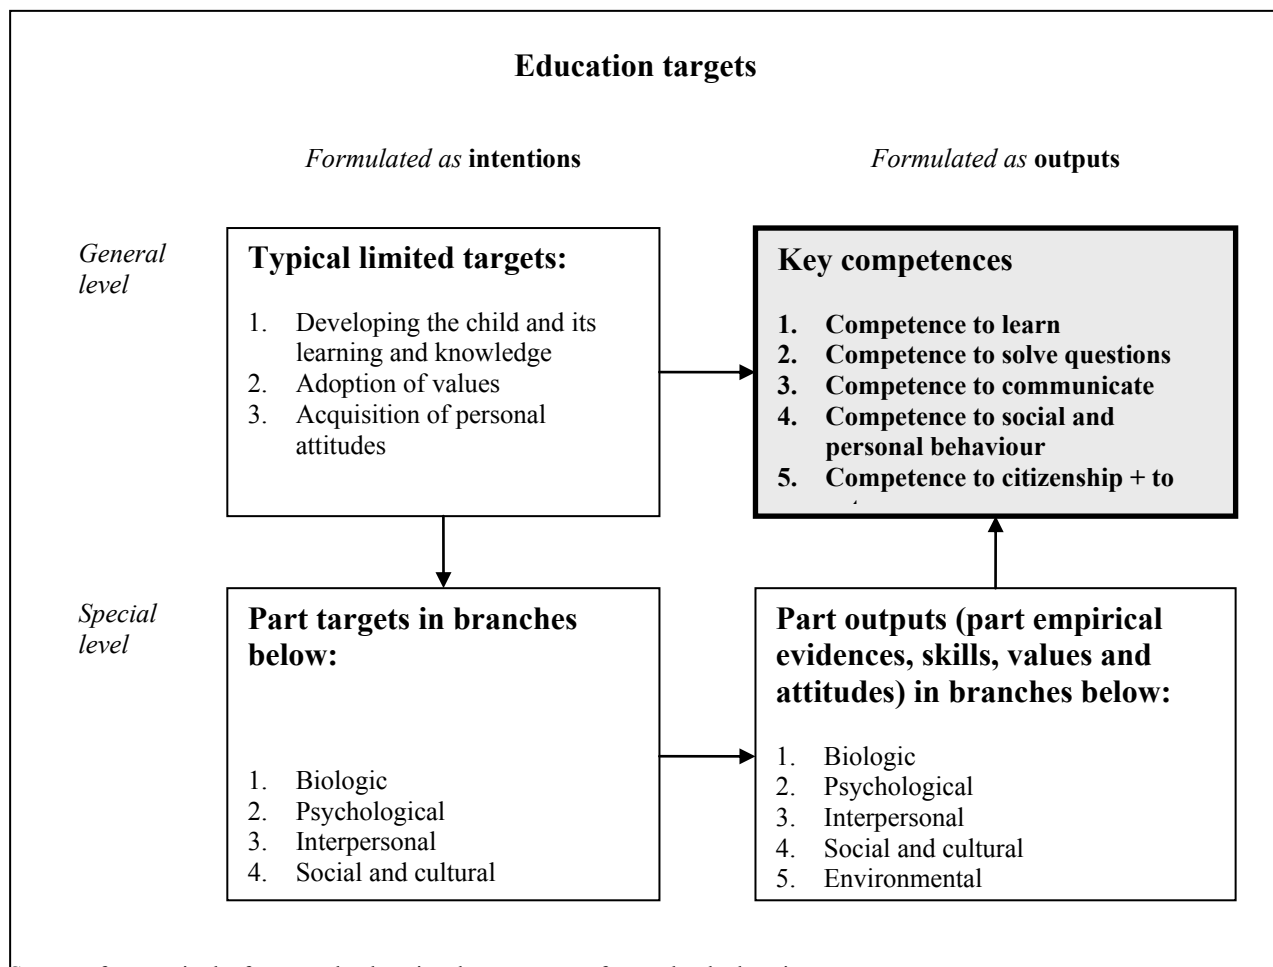 Education targets
Formulated as intentions
Formulated as outputs
General
level
Typical limited targets:
1. Developing the child and its
learning and knowledge
2. Adoption of values
3. Acquisition of personal
attitudes
Key competences
1. Competence to learn
2. Competence to solve questions
3. Competence to communicate
4. Competence to social and
personal behaviour
5. Competence to citizenship + to
Special
level
Part targets in branches
below:
1. Biologic
2. Psychological
3. Interpersonal
4. Social and cultural
Part outputs (part empirical
evidences, skills, values and
attitudes) in branches below:
1. Biologic
2. Psychological
3. Interpersonal
4. Social and cultural
5. Environmental